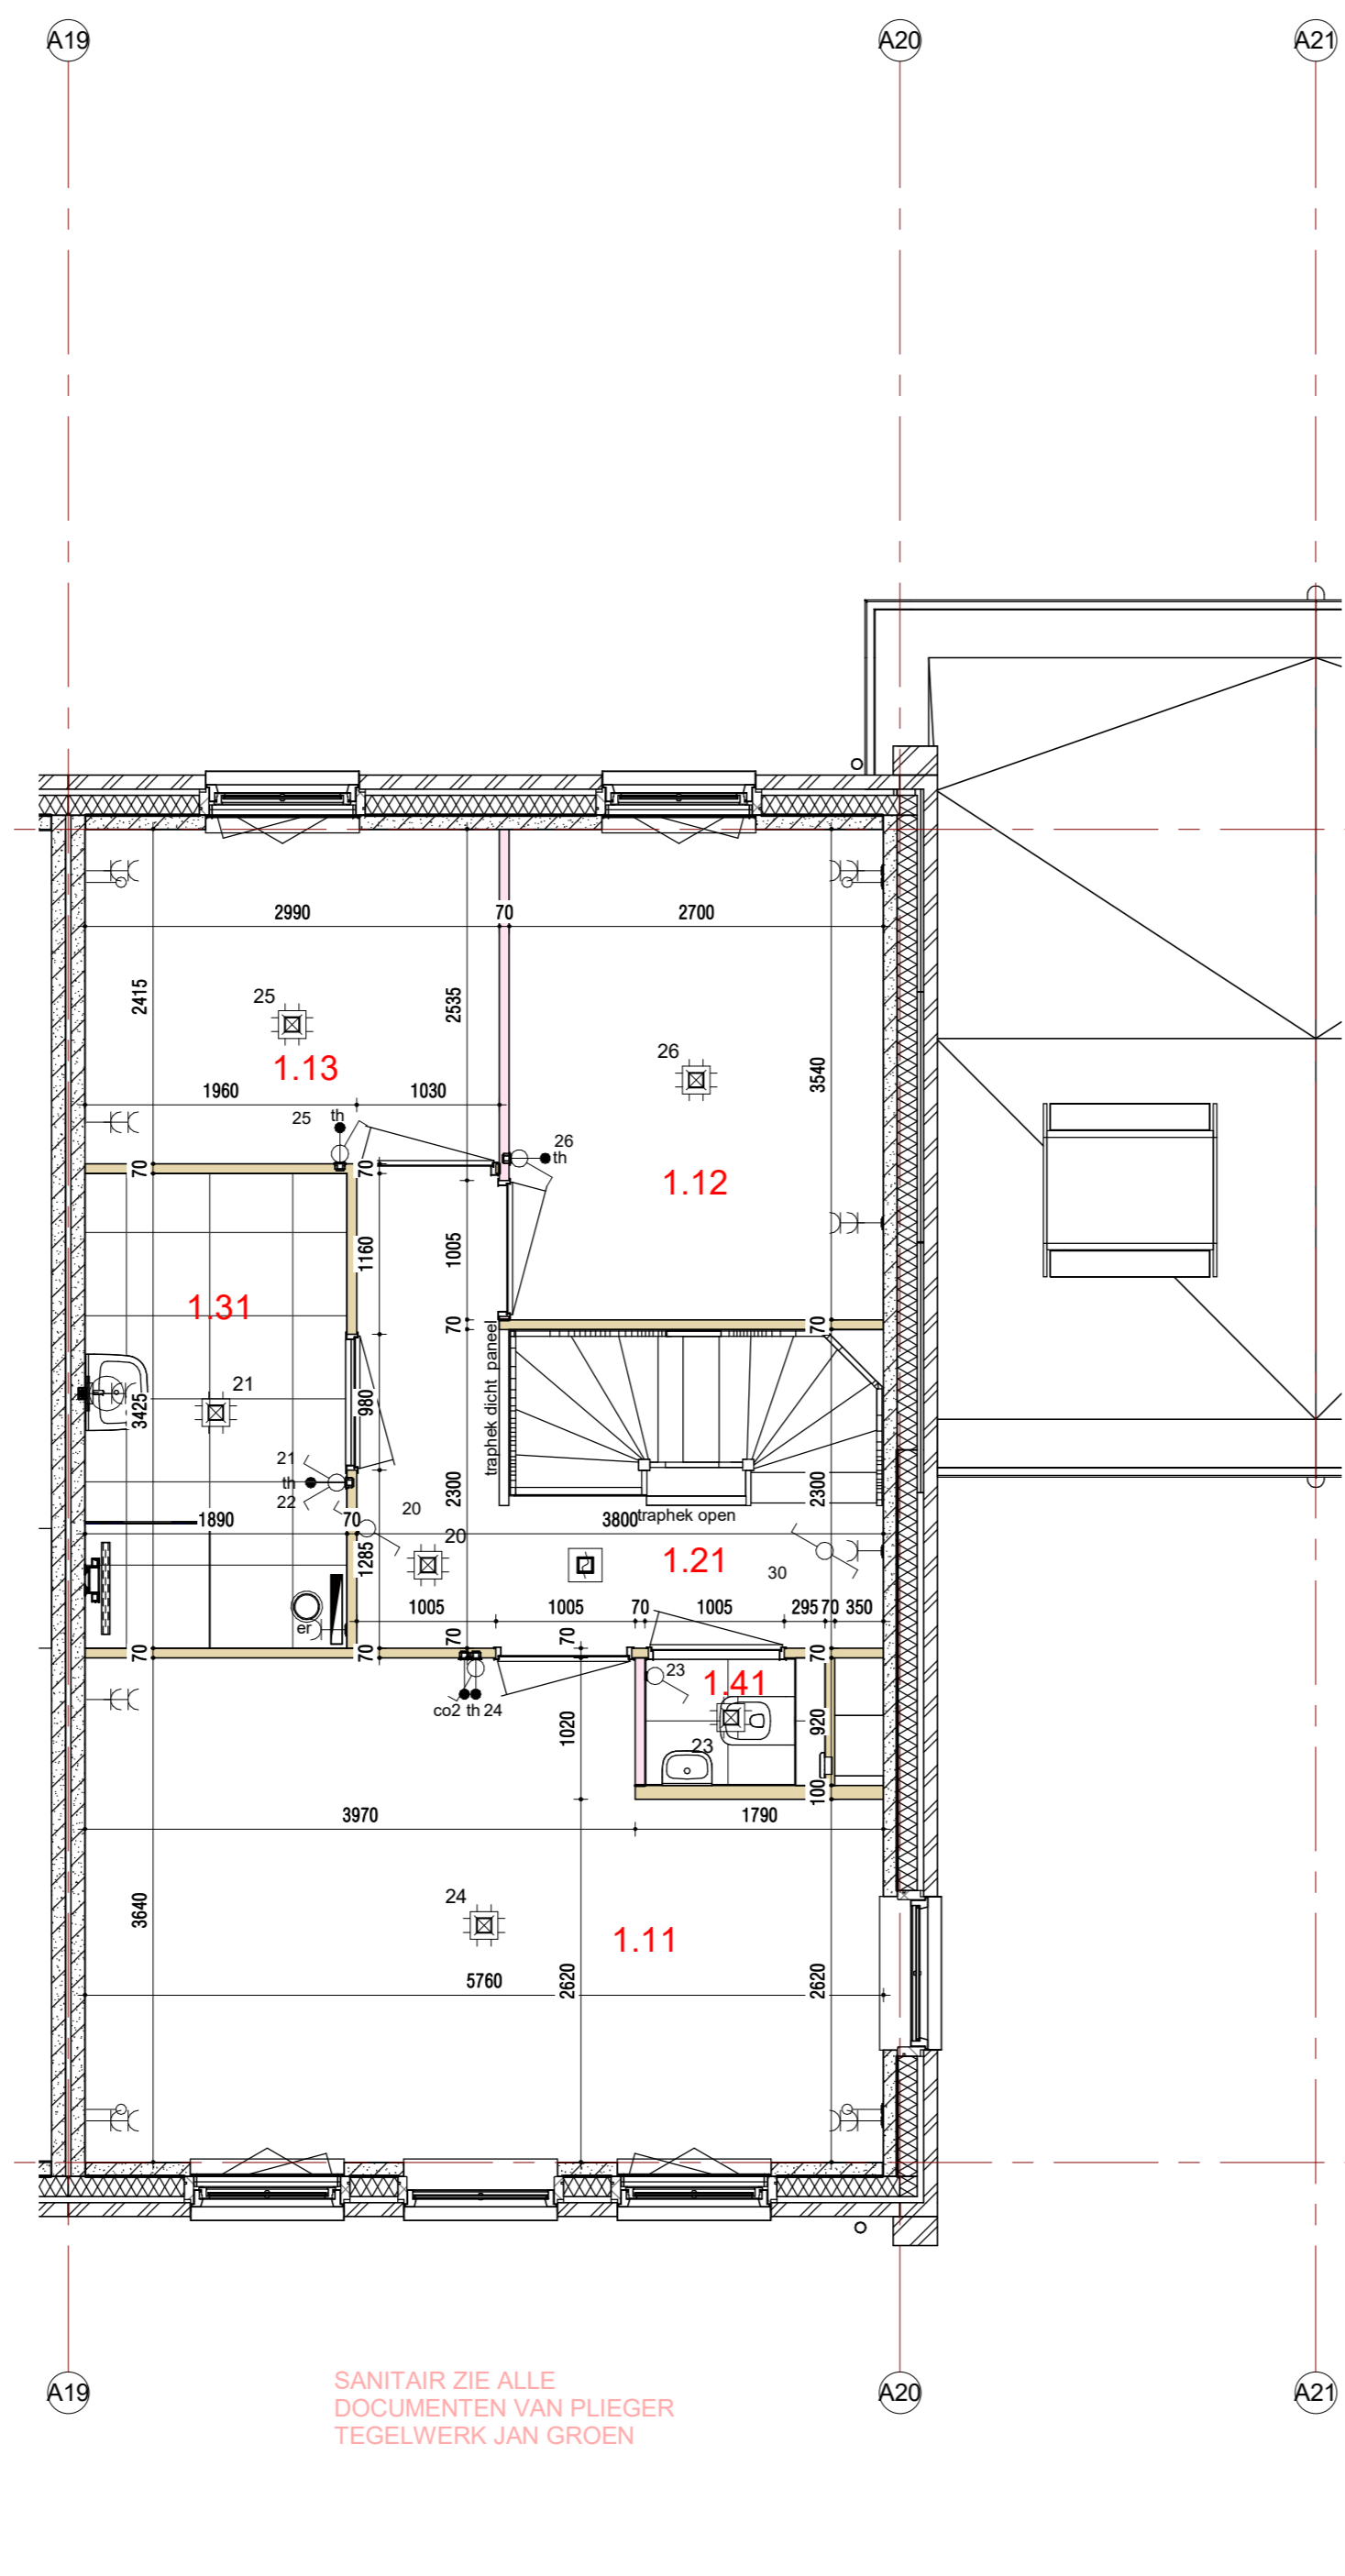 A19 A20 A21
2990 70 2700
2415 2535
25 26
1.13 3540
1960 1030
25 th
26
th
70 70
1.12
1160 1005
1.31
70 70
traphek dicht paneel
21 980
3425
21
th
22
20
2300 2300
1890 70 3800 traphek open
20
1285 1.21
30
1005 1005 70 1005 295 70 350
er
70 70 70 70 70
23 1.41
co2 th 24
1020 920
23
100
3970 1790
3640 24
1.11
5760 2620 2620
A19 A20 A21
SANITAIR ZIE ALLE
DOCUMENTEN VAN PLIEGER
TEGELWERK JAN GROEN